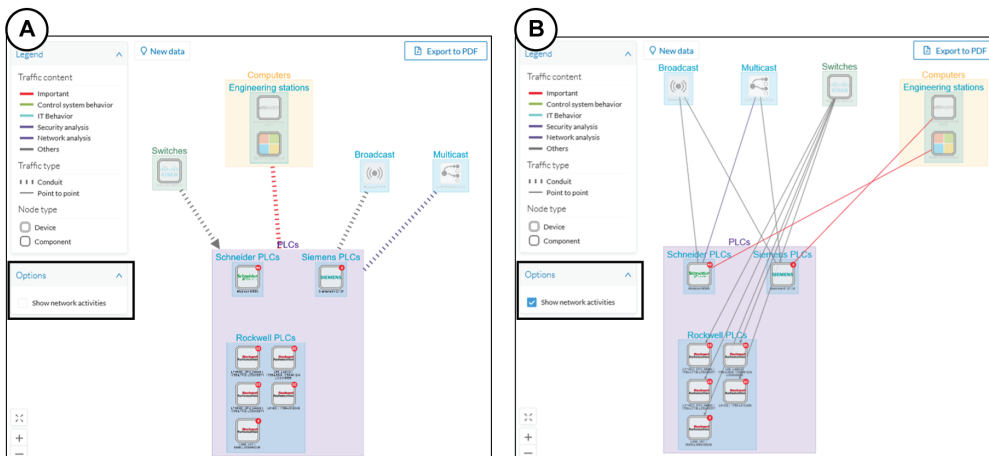 A
Legend
New data
Export to PDF
Traffic content
Important
Control system behavior
IT Behavior
Security analysis
Network analysis
Others
Traffic type
Conduit
Point to point
Node type
Device
Component
Options
Show network activities
Computers
Engineering stations
Switches
Broadcast
Multicast
PLCs
Schneider PLCs
Siemens PLCs
SIEMENS
Rockwell PLCs
B
Legend
New data
Export to PDF
Traffic content
Important
Control system behavior
IT Behavior
Security analysis
Network analysis
Others
Traffic type
Conduit
Point to point
Node type
Device
Component
Options
Show network activities
Broadcast
Multicast
Switches
Computers
Engineering stations
PLCs
Schneider PLCs
Siemens PLCs
SIEMENS
Rockwell PLCs